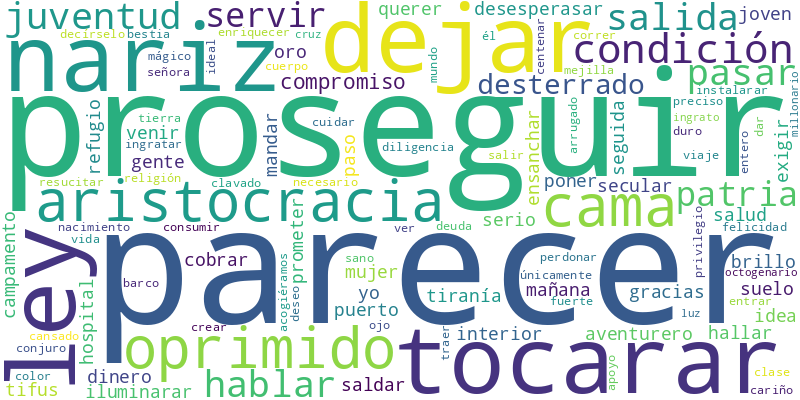 juventud
servir
querer
desesperasar
salida
joven
decírselo
bestia
enriquecer
cruz
él
correr
nariz
dejar
condición
mágico
señora
ideal
oro
cuerpo
mundo
centenar
mejilla
compromiso
desterrado
pasar
instalarar
millonario
proseguir
refugio
tierra
venir
ingratar
gente
resucitar
religión
clavado
mandar
cuidar
paso
necesario
diligencia
salir
arrugado
ensanchar
seguida
preciso
ingrato
duro
viaje
entero
dar
exigir
aristocracia
poner
secular
cama
patria
campamento
nacimiento
vida
consumir
prometer
ver
deuda
serio
salud
felicidad
privilegio
parecer
ley
cobrar
barco
acogiéramos
deseo
sano
mujer
yo
puerto
tiranía
perdonar
únicamente
mañana
fuerte
gracias
brillo
octogenario
suelo
luz
entrar
idea
cansado
conjuro
hospital
crear
ojo
oprimido
traer
interior
tocarar
aventurero
hallar
color
tifus
dinero
iluminarar
hablar
saldar
apoyo
clase
cariño